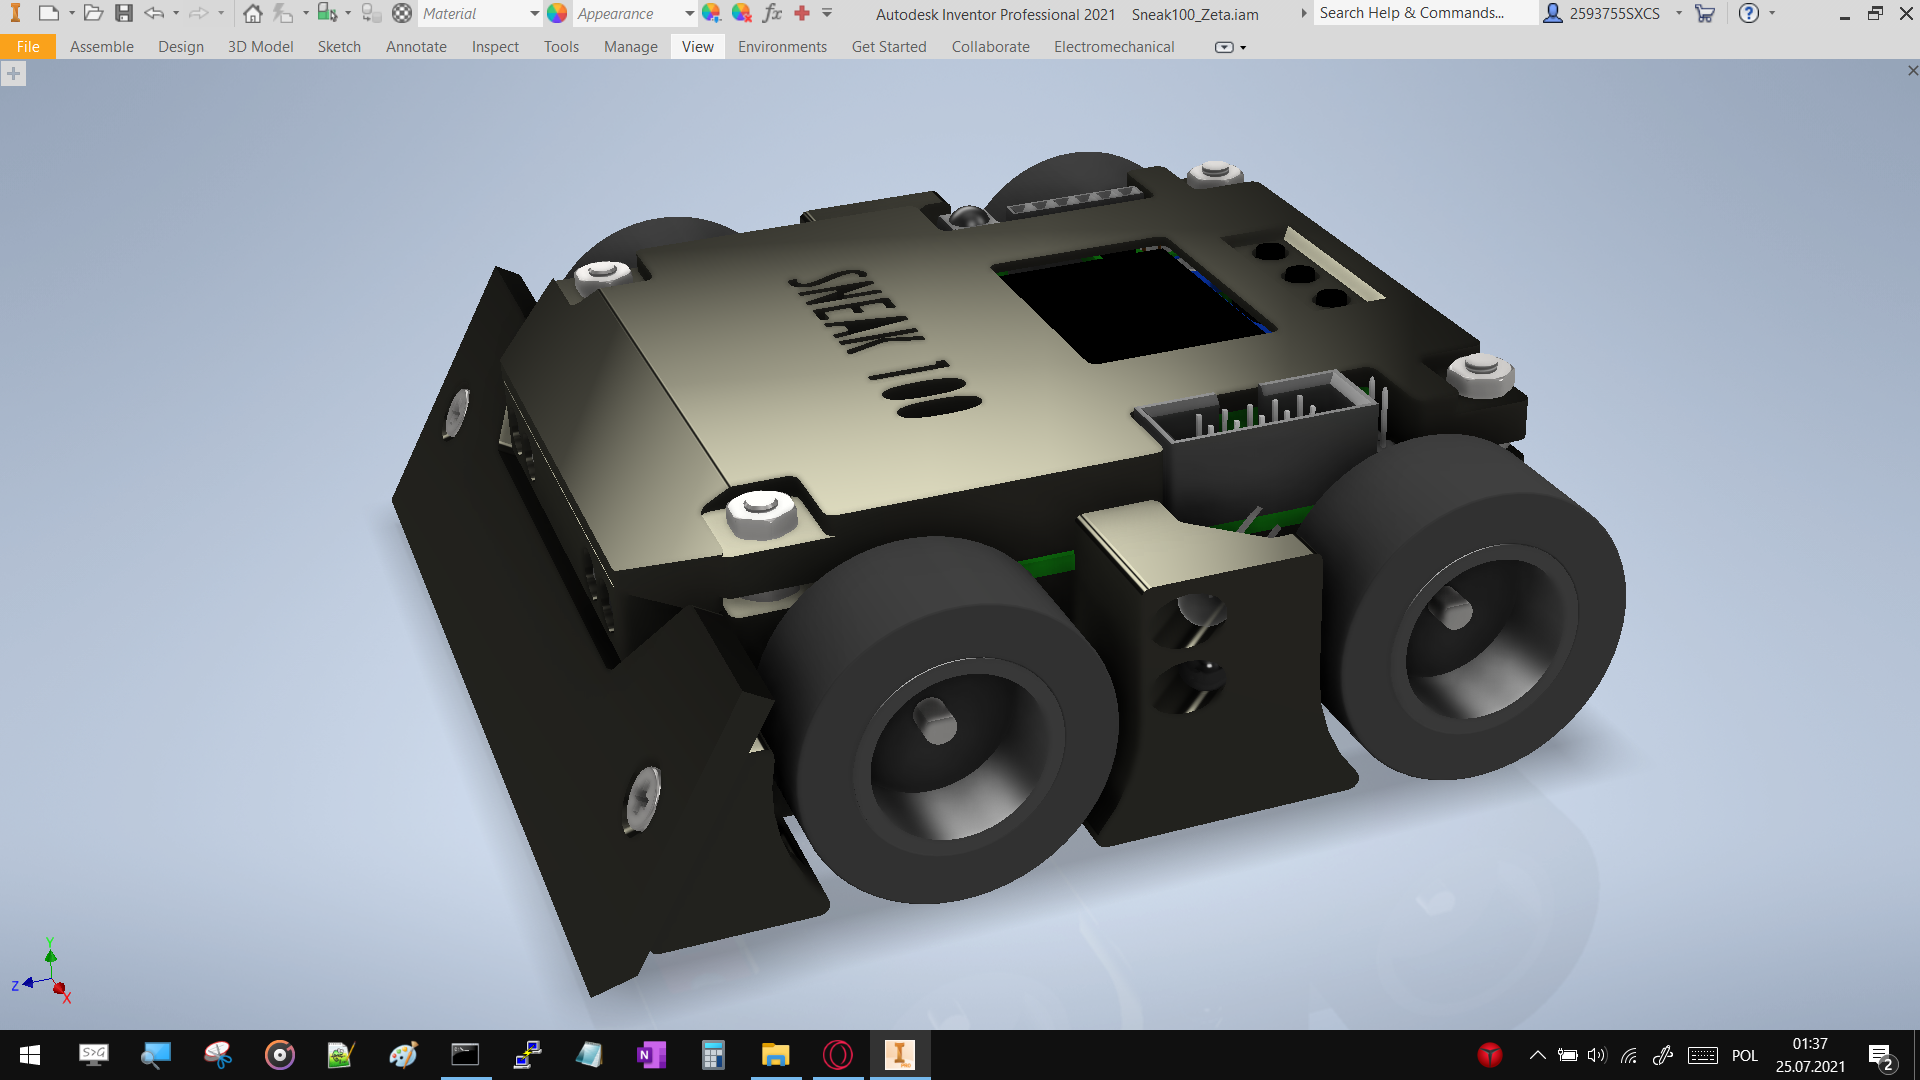 Material
Appearance
Autodesk Inventor Professional 2021 Sneak100_Zeta.iam
Search Help & Commands...
2593755SXCS
File Assemble Design 3D Model Sketch Annotate Inspect Tools Manage View Environments Get Started Collaborate Electromechanical
SNEAK 100
Y
Z
X
S>G
N
I
POL
01:37
25.07.2021
2